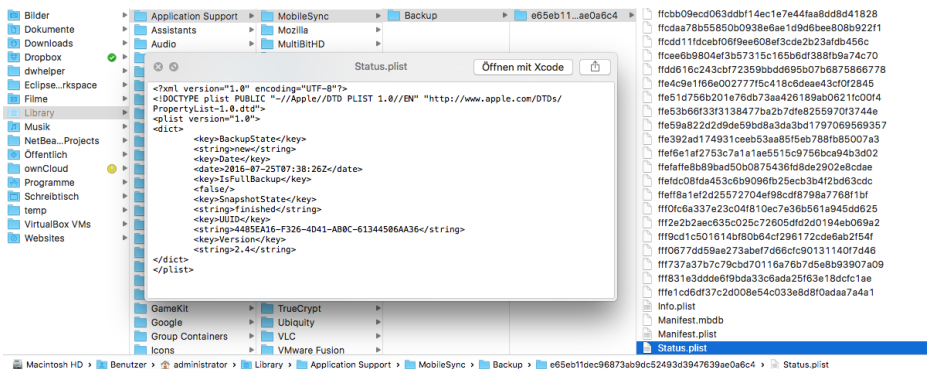 Bilder
Dokumente
Downloads
Dropbox
dwhelper
Eclipse...rkspace
Filme
Library
Musik
NetBea...Projects
Öffentlich
ownCloud
Programme
Schreibtisch
temp
VirtualBox VMs
Websites
Application Support
Assistants
Audio
GameKit
Google
Group Containers
Icons
MobileSync
Mozilla
MultiBitHD
TrueCrypt
Ubiquity
VLC
VMware Fusion
Backup
e65eb11...ae0a6c4
Status.plist
Öffnen mit Xcode
<?xml version="1.0" encoding="UTF-8"?>
<!DOCTYPE plist PUBLIC "-//Apple//DTD PLIST 1.0//EN" "http://www.apple.com/DTDs/
PropertyList-1.0.dtd">
<plist version="1.0">
<dict>
<key>BackupState</key>
<string>new</string>
<key>Date</key>
<date>2016-07-25T07:38:26Z</date>
<key>IsFullBackup</key>
<false/>
<key>SnapshotState</key>
<string>finished</string>
<key>UUID</key>
<string>4485EA16-F326-4D41-AB0C-61344506AA36</string>
<key>Version</key>
<string>2.4</string>
</dict>
</plist>
ffcbb09ecd063ddbf14ec1e7e44faa8dd8d41828
ffcdaa78b55850b0938e6ae1d9d6bee808b922f1
ffcdd11fdcebf06f9ee608ef3cde2b23afdb456c
ffcee6b9804ef3b57315c165b6df388fb9a74c70
ffdd616c243cbf72359bbdd695b07b6875866778
ffe4c9e1f66e002777f5c418c6deae43cf0f2845
ffe51d756b201e76db73aa426189ab0621fc00f4
ffe53b66f33f3138477ba2b7dfe8255970f3744e
ffe59a822d2d9de59bd8a3da3bd1797069569357
ffe392ad174931ceeb53aa85f5eb788fb85007a3
ffef6e1af2753c7a1a1ae5515c9756bca94b3d02
ffefaffe8b89bad50b0875436fd8de2902e8cdae
ffefdc08fda453c6b9096fb25ecb3b4f2bd63cdc
ffeff8a1ef2d25572704ef98cdf8798a7768f1bf
fff0fc6a337e23c04f810ec7e36b561a945dd625
fff2e2b2aec635c025c72605dfd2d0194eb069a2
fff9cd1c501614bf80b64cf296172cde6ab2f54f
fff0677dd59ae273abef7d66cfc90131140f7d46
fff737a37b7c79cbd70116a76b7d5e8b93907a09
fff831e3ddde6f9bda33c6ada25f63e18dcfc1ae
fffe1cd6df37c2d008e54c033e8d8f0adaa7a4a1
Info.plist
Manifest.mbdb
Manifest.plist
Status.plist
Macintosh HD › Benutzer › administrator › Library › Application Support › MobileSync › Backup › e65eb11dec96873ab9dc52493d3947639ae0a6c4 › Status.plist